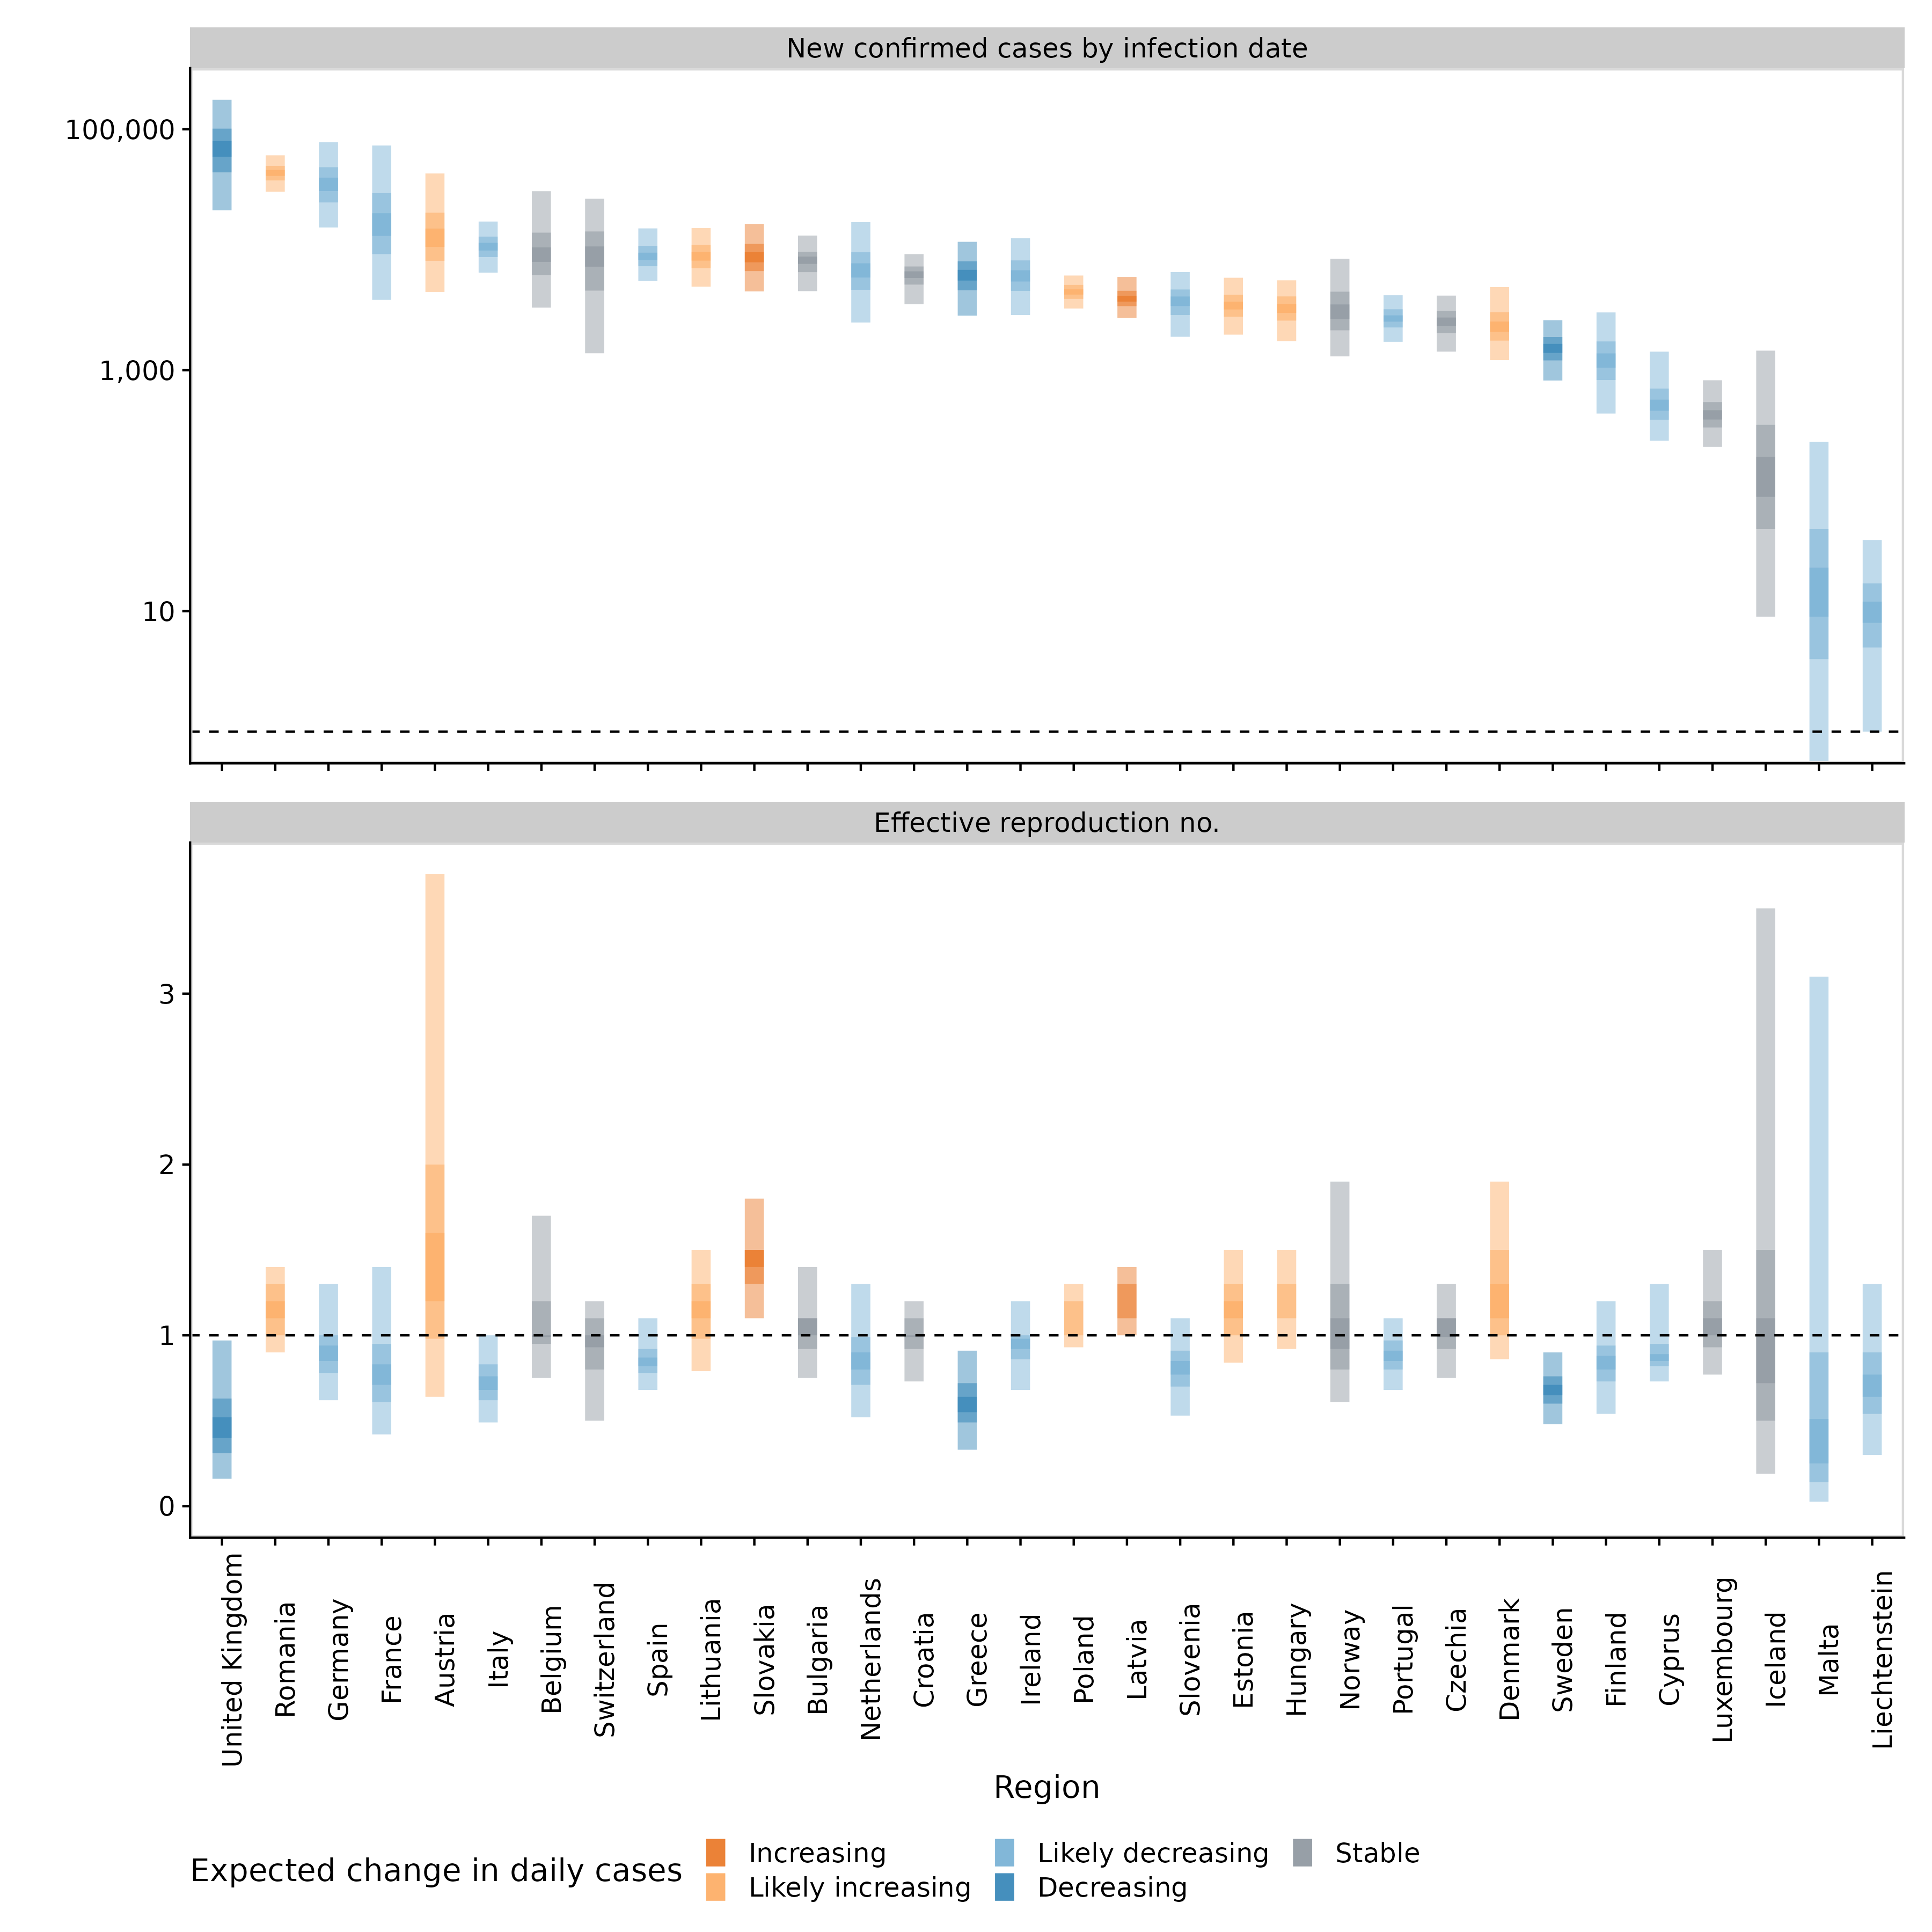 New confirmed cases by infection date
100,000
1,000
10
Effective reproduction no.
3
2
1
0
United Kingdom
Romania
Germany
France
Austria
Italy
Belgium
Switzerland
Spain
Lithuania
Slovakia
Bulgaria
Netherlands
Croatia
Greece
Ireland
Poland
Latvia
Slovenia
Estonia
Hungary
Norway
Portugal
Czechia
Denmark
Sweden
Finland
Cyprus
Luxembourg
Iceland
Malta
Liechtenstein
Region
Expected change in daily cases
Increasing
Likely increasing
Likely decreasing
Decreasing
Stable